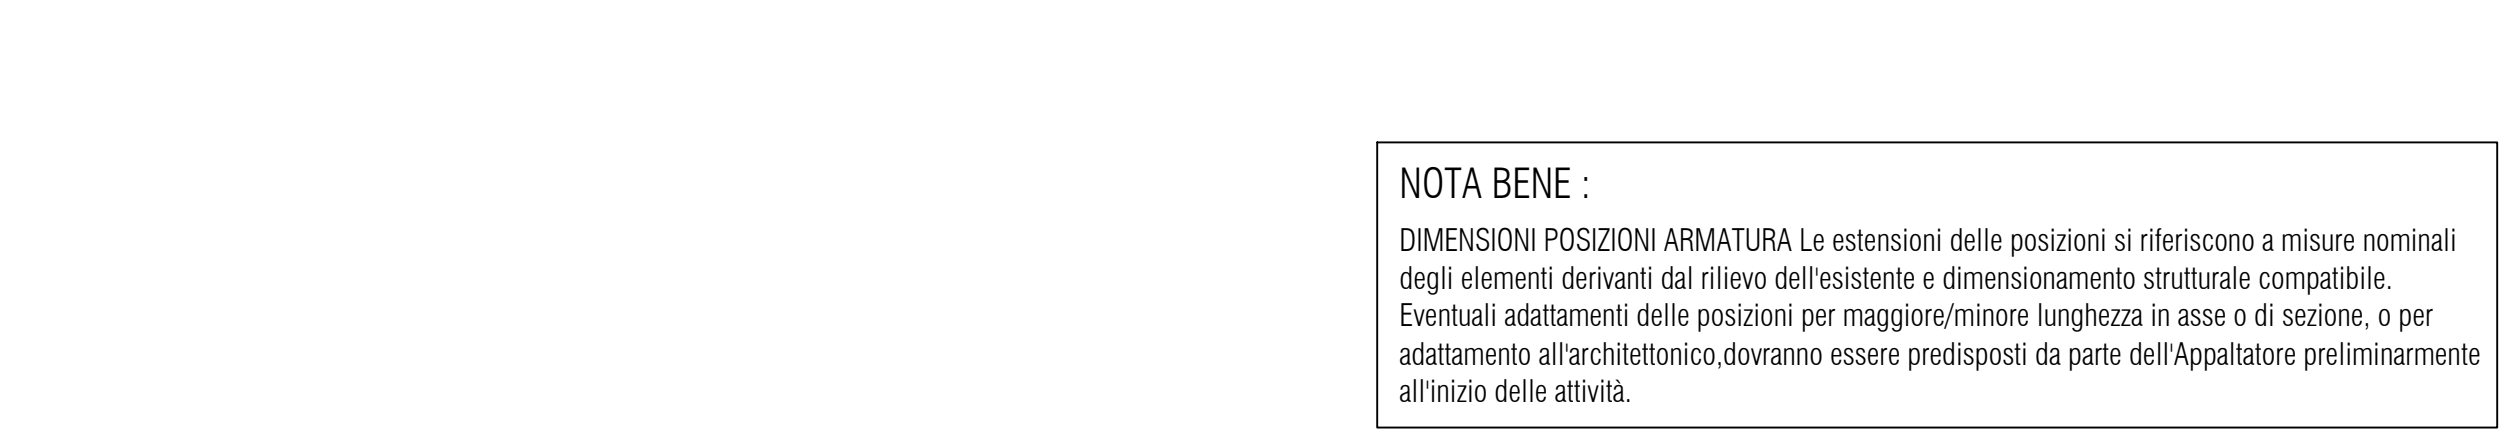 NOTA BENE :
DIMENSIONI POSIZIONI ARMATURA Le estensioni delle posizioni si riferiscono a misure nominali
degli elementi derivanti dal rilievo dell'esistente e dimensionamento strutturale compatibile.
Eventuali adattamenti delle posizioni per maggiore/minore lunghezza in asse o di sezione, o per
adattamento all'architettonico,dovranno essere predisposti da parte dell'Appaltatore preliminarmente
all'inizio delle attività.